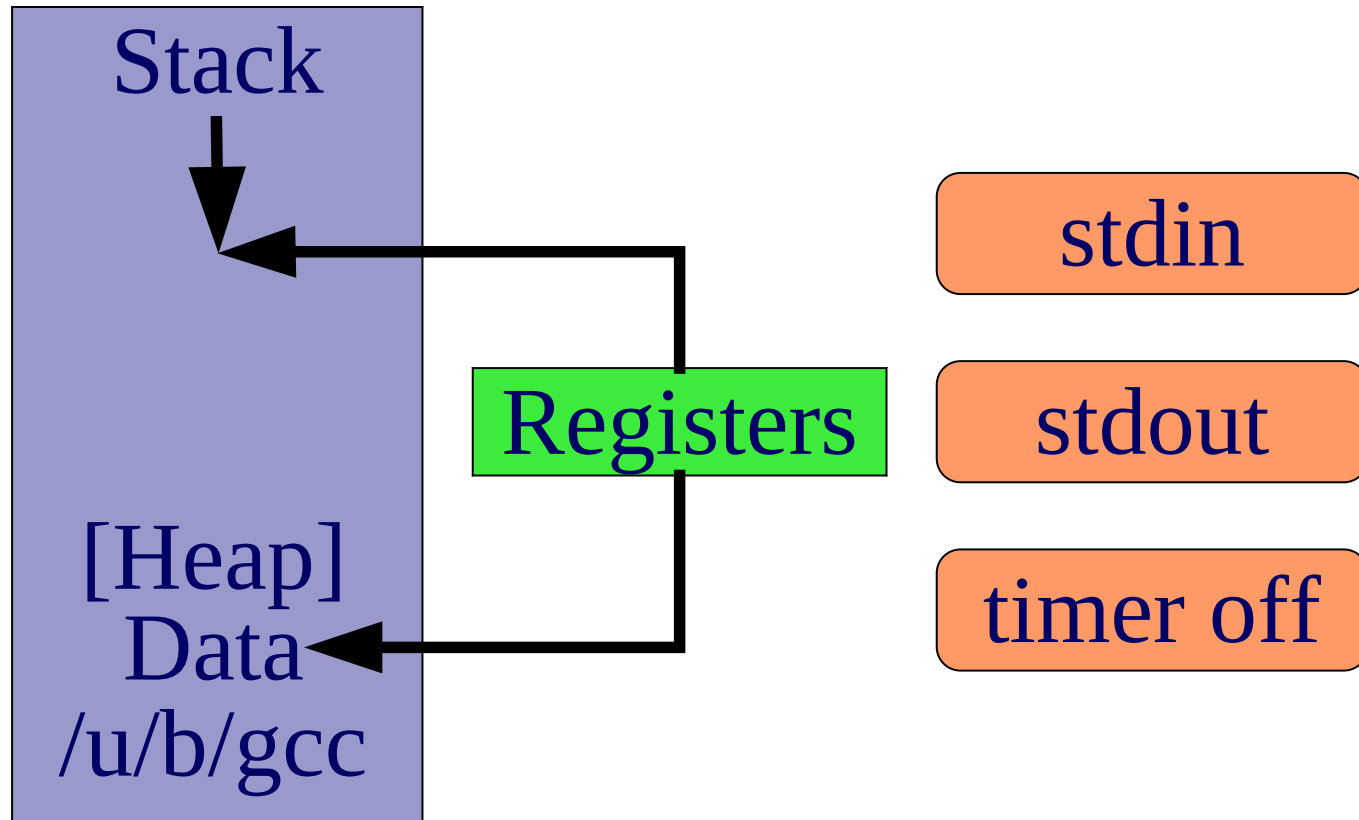 Stack
[Heap]
Data
/u/b/gcc
Registers
stdin
stdout
timer off